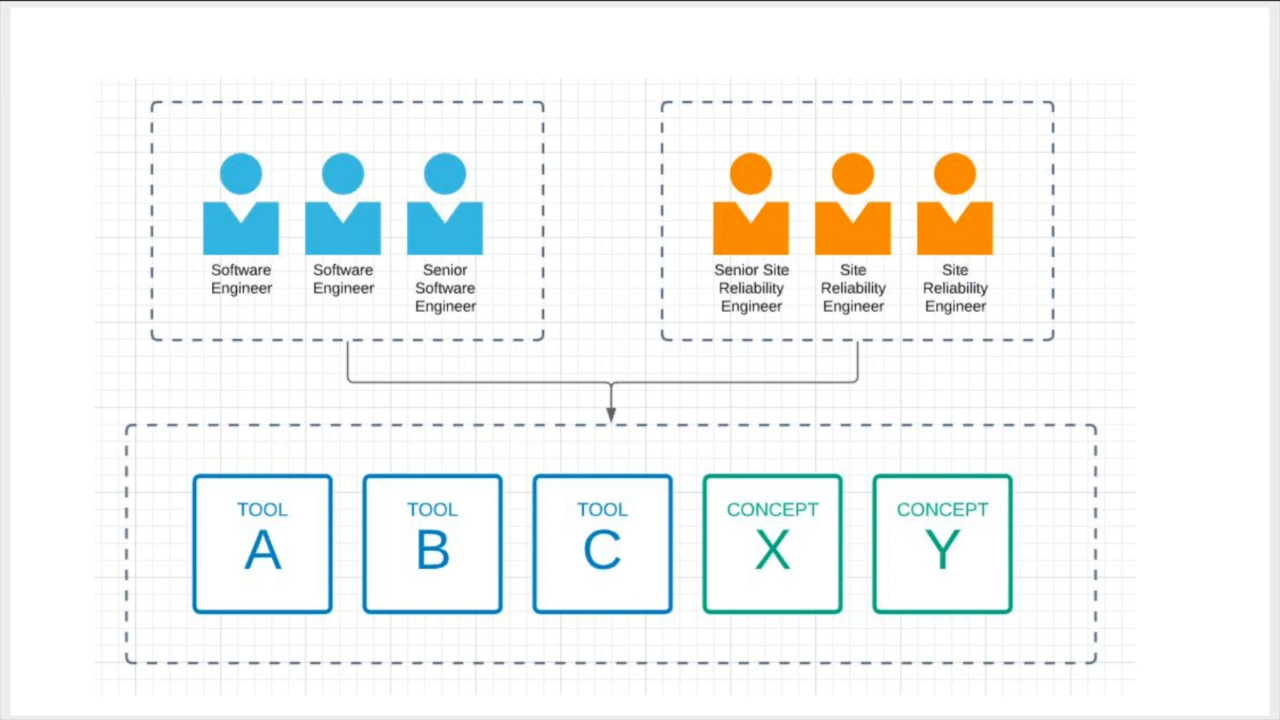 Software
Engineer
Software
Engineer
Senior
Software
Engineer
Senior Site
Reliability
Engineer
Site
Reliability
Engineer
Site
Reliability
Engineer
TOOL
A
TOOL
B
TOOL
C
CONCEPT
X
CONCEPT
Y